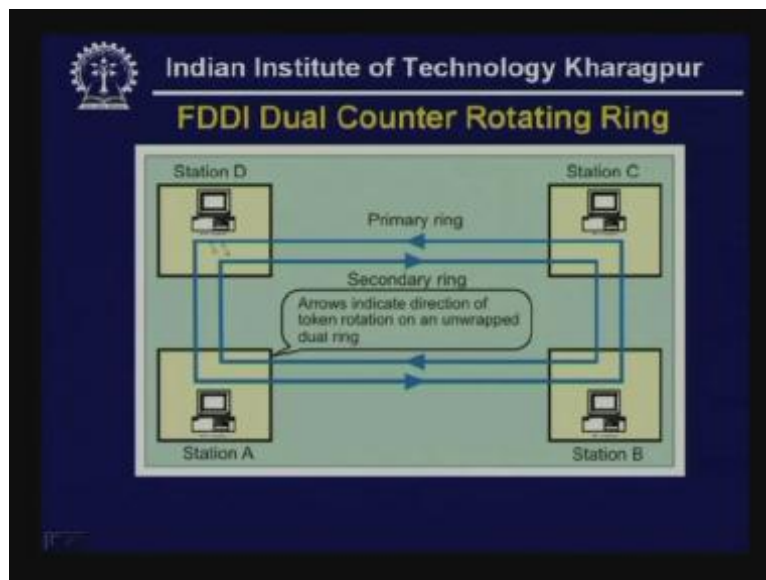 Indian Institute of Technology Kharagpur
FDDI Dual Counter Rotating Ring
Station D
Station C
Primary ring
Secondary ring
Arrows indicate direction of
token rotation on an unwrapped
dual ring
Station A
Station B